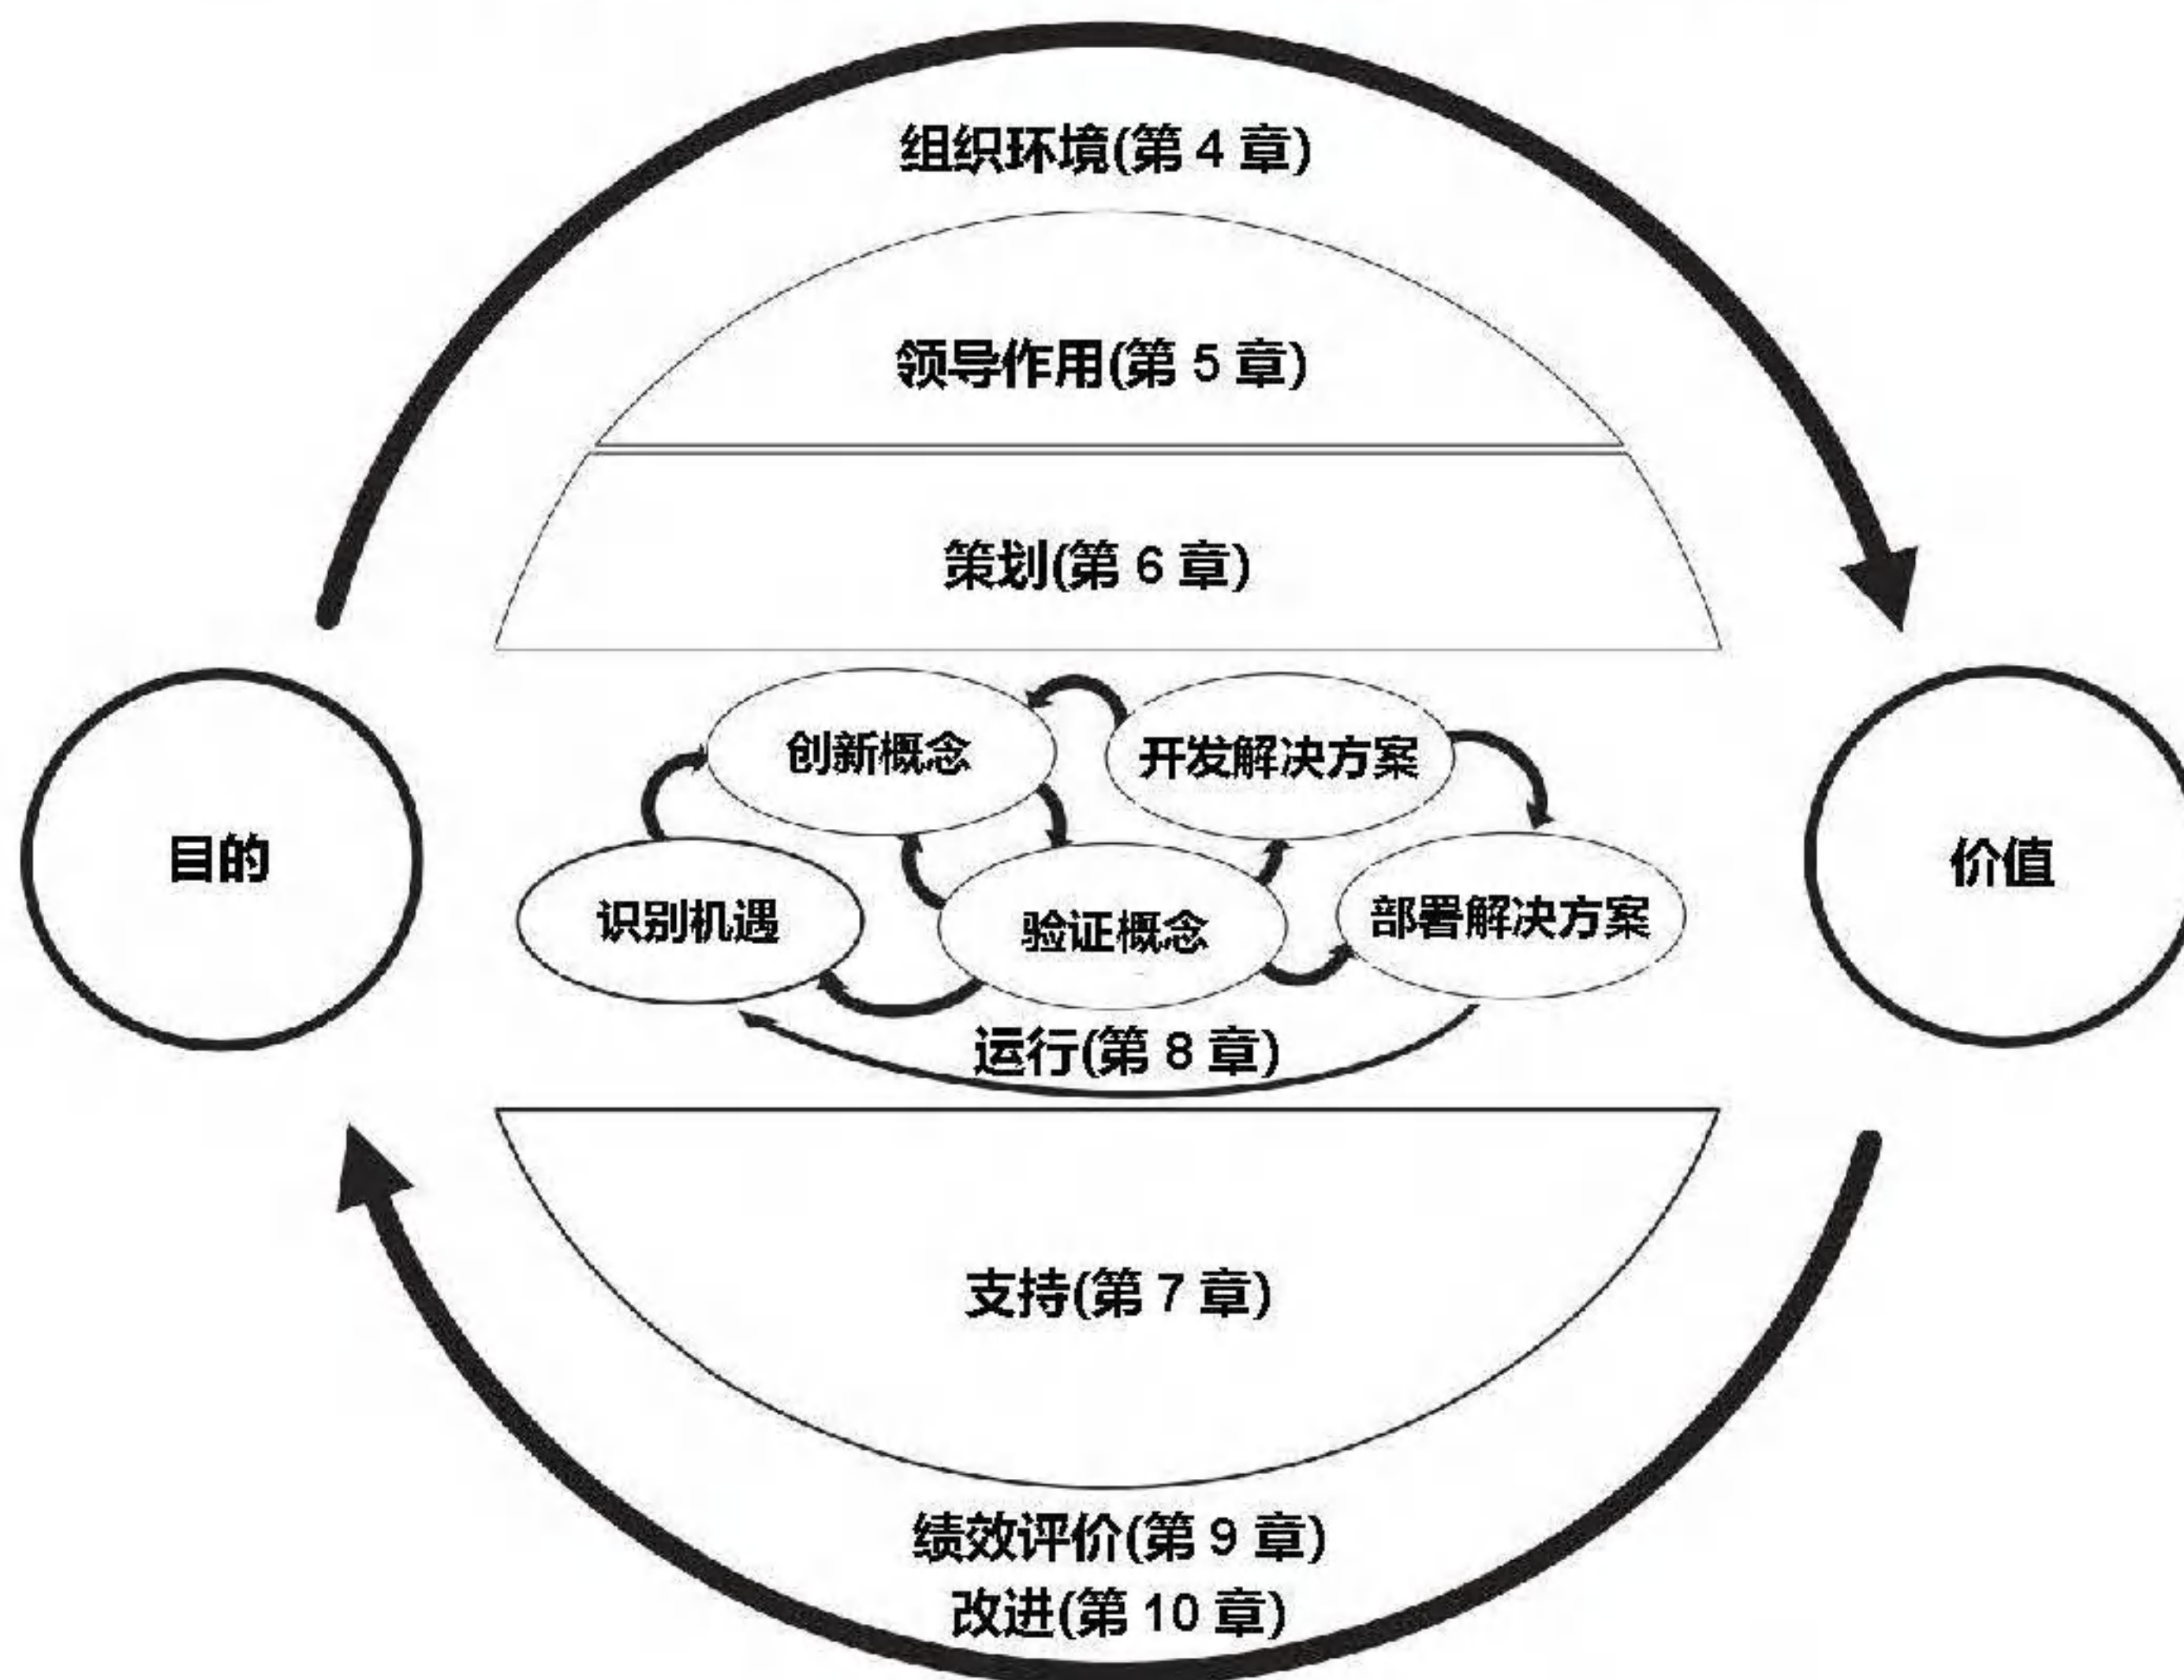 组织环境(第 4 章)
领导作用(第 5 章)
策划(第 6 章)
创新概念
开发解决方案
目的
识别机遇
验证概念
部署解决方案
价值
运行(第 8 章)
支持(第 7 章)
绩效评价(第 9 章)
改进(第 10 章)